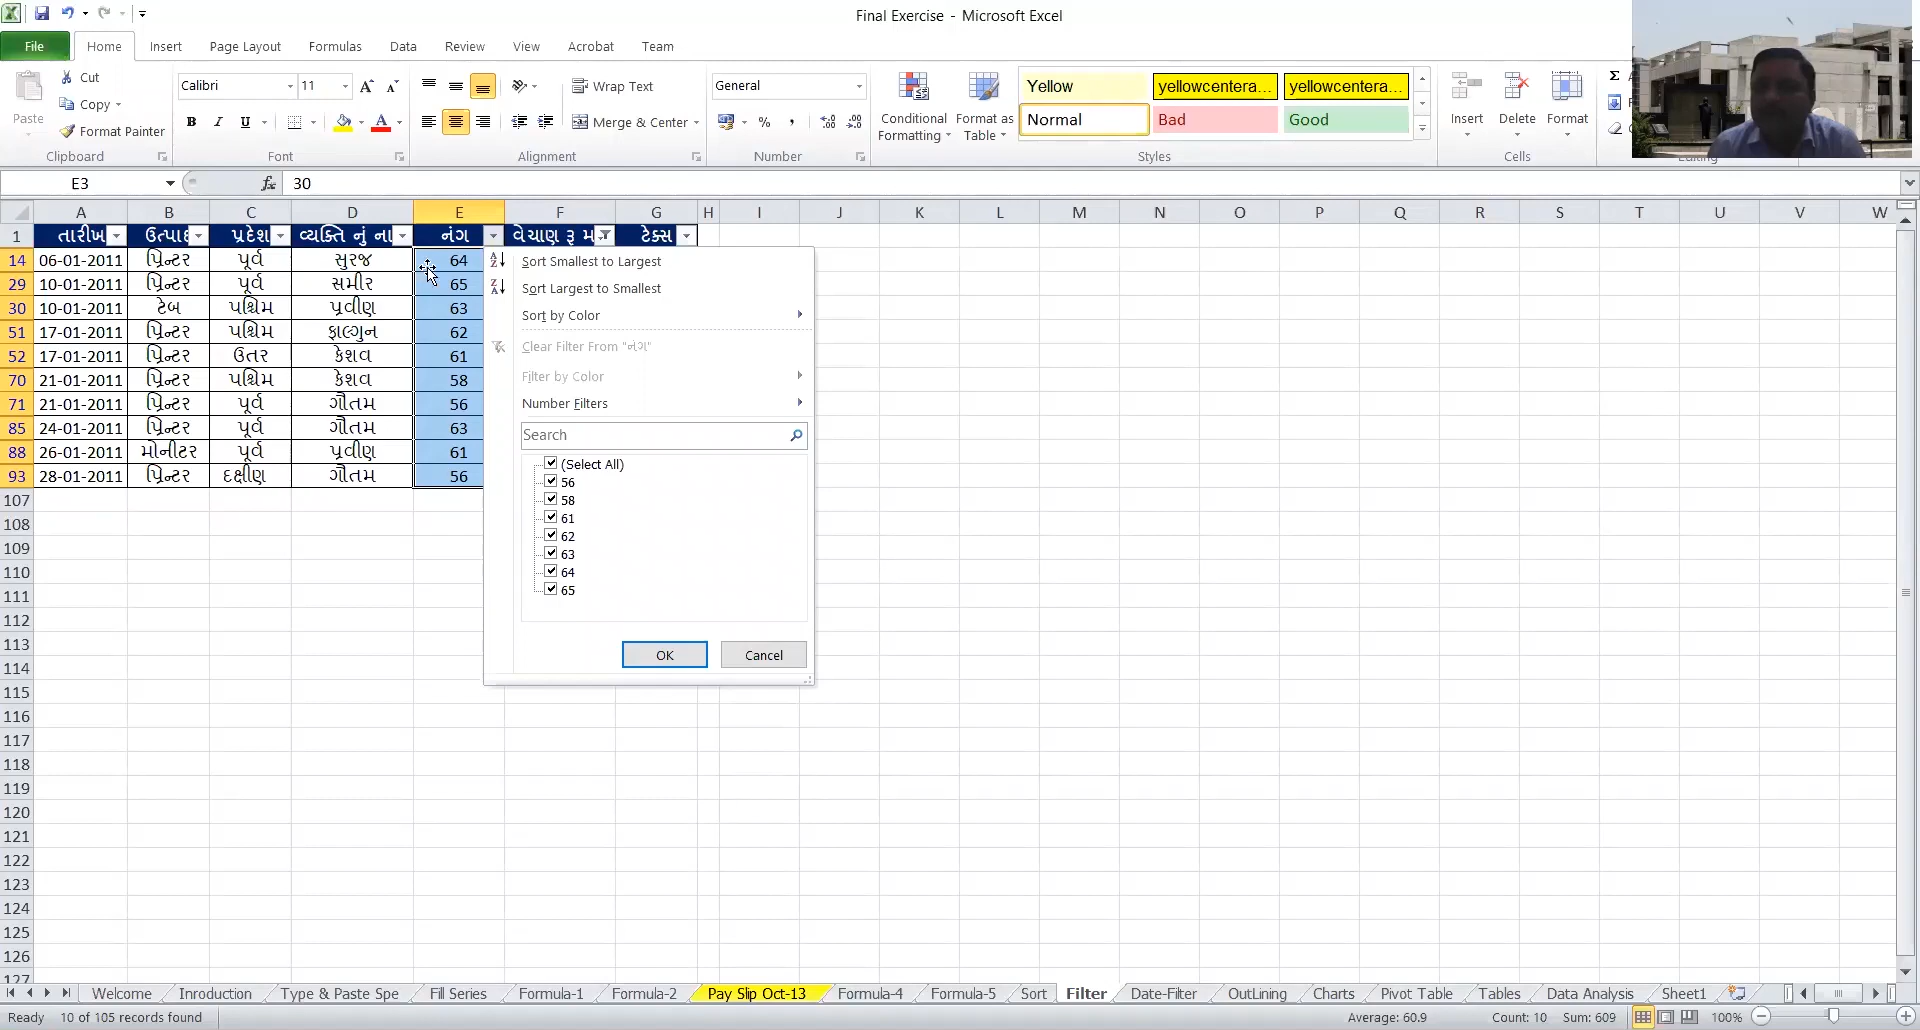 Final Exercise - Microsoft Excel
File Home Insert Page Layout Formulas Data Review View Acrobat Team
Paste Cut Copy Format Painter
Calibri 11
B I U
Wrap Text
Merge & Center
General
Conditional Formatting
Format as Table
Yellow yellowcentera... yellowcentera...
Normal Bad Good
Insert Delete Format
Clipboard Font Alignment Number Styles Cells
E3 fx 30
A B C D E F G H I J K L M N O P Q R S T U V W
1 તારીખ ઉત્પાદ પ્રદેશ વ્યક્તિ નું ના નંગ વેચાણ રૂ મ ટેક્સ
14 06-01-2011 પ્રિન્ટર પૂર્વ સુરજ 64
29 10-01-2011 પ્રિન્ટર પૂર્વ સમીર 65
30 10-01-2011 ટેબ પશ્ચિમ પ્રવીણ 63
51 17-01-2011 પ્રિન્ટર પશ્ચિમ ફાલ્ગુન 62
52 17-01-2011 પ્રિન્ટર ઉતર કેશવ 61
70 21-01-2011 પ્રિન્ટર પશ્ચિમ કેશવ 58
71 21-01-2011 પ્રિન્ટર પૂર્વ ગૌતમ 56
85 24-01-2011 પ્રિન્ટર પૂર્વ ગૌતમ 63
88 26-01-2011 મોનીટર પૂર્વ પ્રવીણ 61
93 28-01-2011 પ્રિન્ટર દક્ષીણ ગૌતમ 56
107
108
109
110
111
112
113
114
115
116
117
118
119
120
121
122
123
124
125
126
127
Sort Smallest to Largest
Sort Largest to Smallest
Sort by Color
Clear Filter From "નંગ"
Filter by Color
Number Filters
Search
(Select All)
56
58
61
62
63
64
65
OK Cancel
Welcome Inroduction Type & Paste Spe Fill Series Formula-1 Formula-2 Pay Slip Oct-13 Formula-4 Formula-5 Sort Filter Date-Filter OutLining Charts Pivot Table Tables Data Analysis Sheet1
Ready 10 of 105 records found Average: 60.9 Count: 10 Sum: 609 100%